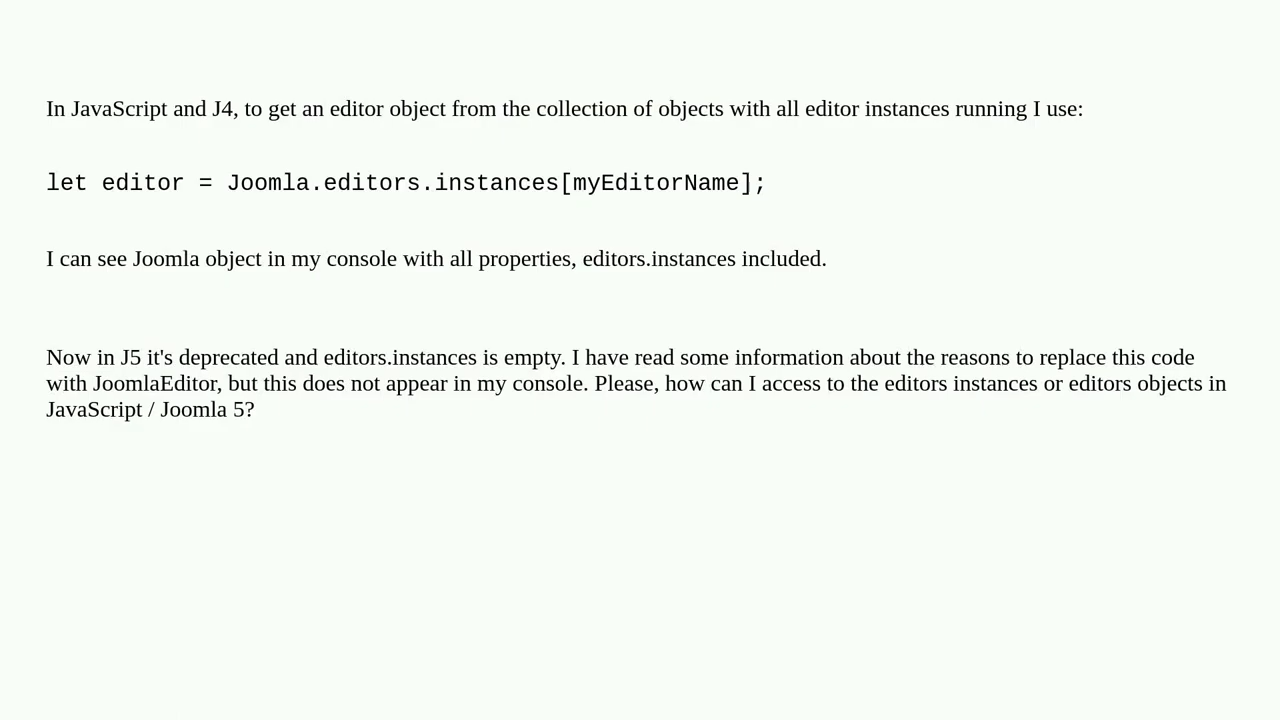 In JavaScript and J4, to get an editor object from the collection of objects with all editor instances running I use:
let editor = Joomla.editors.instances[myEditorName];
I can see Joomla object in my console with all properties, editors.instances included.
Now in J5 it's deprecated and editors.instances is empty. I have read some information about the reasons to replace this code
with JoomlaEditor, but this does not appear in my console. Please, how can I access to the editors instances or editors objects in
JavaScript / Joomla 5?